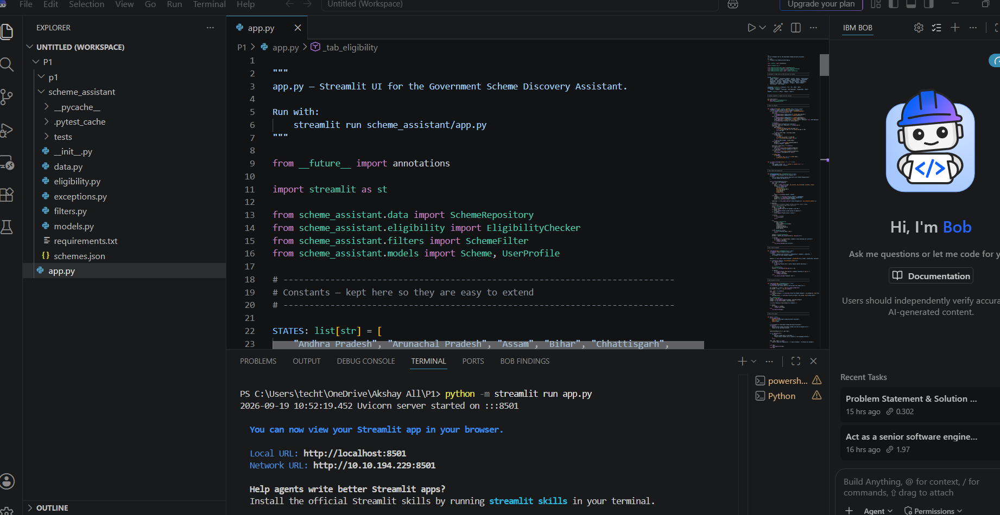 File Edit Selection View Go Run Terminal Help
Untitled (Workspace)
Upgrade your plan
EXPLORER
UNTITLED (WORKSPACE)
P1
p1
scheme_assistant
__pycache__
.pytest_cache
tests
__init__.py
data.py
eligibility.py
exceptions.py
filters.py
models.py
requirements.txt
schemes.json
app.py
OUTLINE
app.py
P1 > app.py > _tab_eligibility
1
2 """
3 app.py — Streamlit UI for the Government Scheme Discovery Assistant.
4
5 Run with:
6 streamlit run scheme_assistant/app.py
7 """
8
9 from __future__ import annotations
10
11 import streamlit as st
12
13 from scheme_assistant.data import SchemeRepository
14 from scheme_assistant.eligibility import EligibilityChecker
15 from scheme_assistant.filters import SchemeFilter
16 from scheme_assistant.models import Scheme, UserProfile
17
18 # ---------------------------------------------------------------------------
19 # Constants — kept here so they are easy to extend
20 # ---------------------------------------------------------------------------
21
22 STATES: list[str] = [
23 "Andhra Pradesh", "Arunachal Pradesh", "Assam", "Bihar", "Chhattisgarh",
PROBLEMS OUTPUT DEBUG CONSOLE TERMINAL PORTS BOB FINDINGS
PS C:\Users\techt\OneDrive\Akshay All\P1> python -m streamlit run app.py
2026-09-19 10:52:19.452 Uvicorn server started on :::8501
You can now view your Streamlit app in your browser.
Local URL: http://localhost:8501
Network URL: http://10.10.194.229:8501
Help agents write better Streamlit apps?
Install the official Streamlit skills by running streamlit skills in your terminal.
powersh...
Python
IBM BOB
</>
Hi, I'm Bob
Ask me questions or let me code for
Documentation
Users should independently verify
AI-generated content.
Recent Tasks
Problem Statement & Solution ...
15 hrs ago 0.302
Act as a senior software engine...
16 hrs ago 1.97
Build Anything, @ for context, / for
commands, ⇧ drag to attach
Agent Permissions